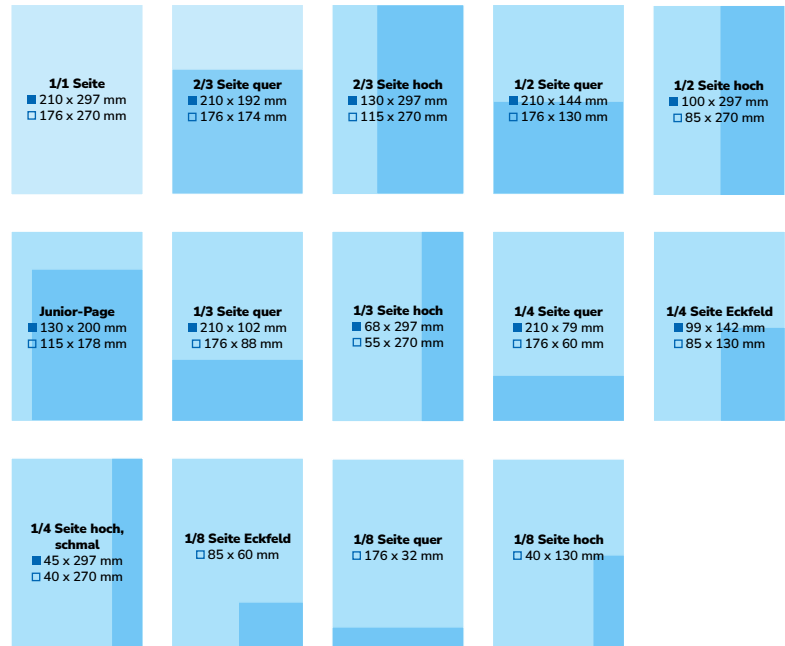 1/1 Seite
■ 210 x 297 mm
□ 176 x 270 mm
2/3 Seite quer
■ 210 x 192 mm
□ 176 x 174 mm
2/3 Seite hoch
■ 130 x 297 mm
□ 115 x 270 mm
1/2 Seite quer
■ 210 x 144 mm
□ 176 x 130 mm
1/2 Seite hoch
■ 100 x 297 mm
□ 85 x 270 mm
Junior-Page
■ 130 x 200 mm
□ 115 x 178 mm
1/3 Seite quer
■ 210 x 102 mm
□ 176 x 88 mm
1/3 Seite hoch
■ 68 x 297 mm
□ 55 x 270 mm
1/4 Seite quer
■ 210 x 79 mm
□ 176 x 60 mm
1/4 Seite Eckfeld
■ 99 x 142 mm
□ 85 x 130 mm
1/4 Seite hoch,
schmal
■ 45 x 297 mm
□ 40 x 270 mm
1/8 Seite Eckfeld
□ 85 x 60 mm
1/8 Seite quer
□ 176 x 32 mm
1/8 Seite hoch
□ 40 x 130 mm